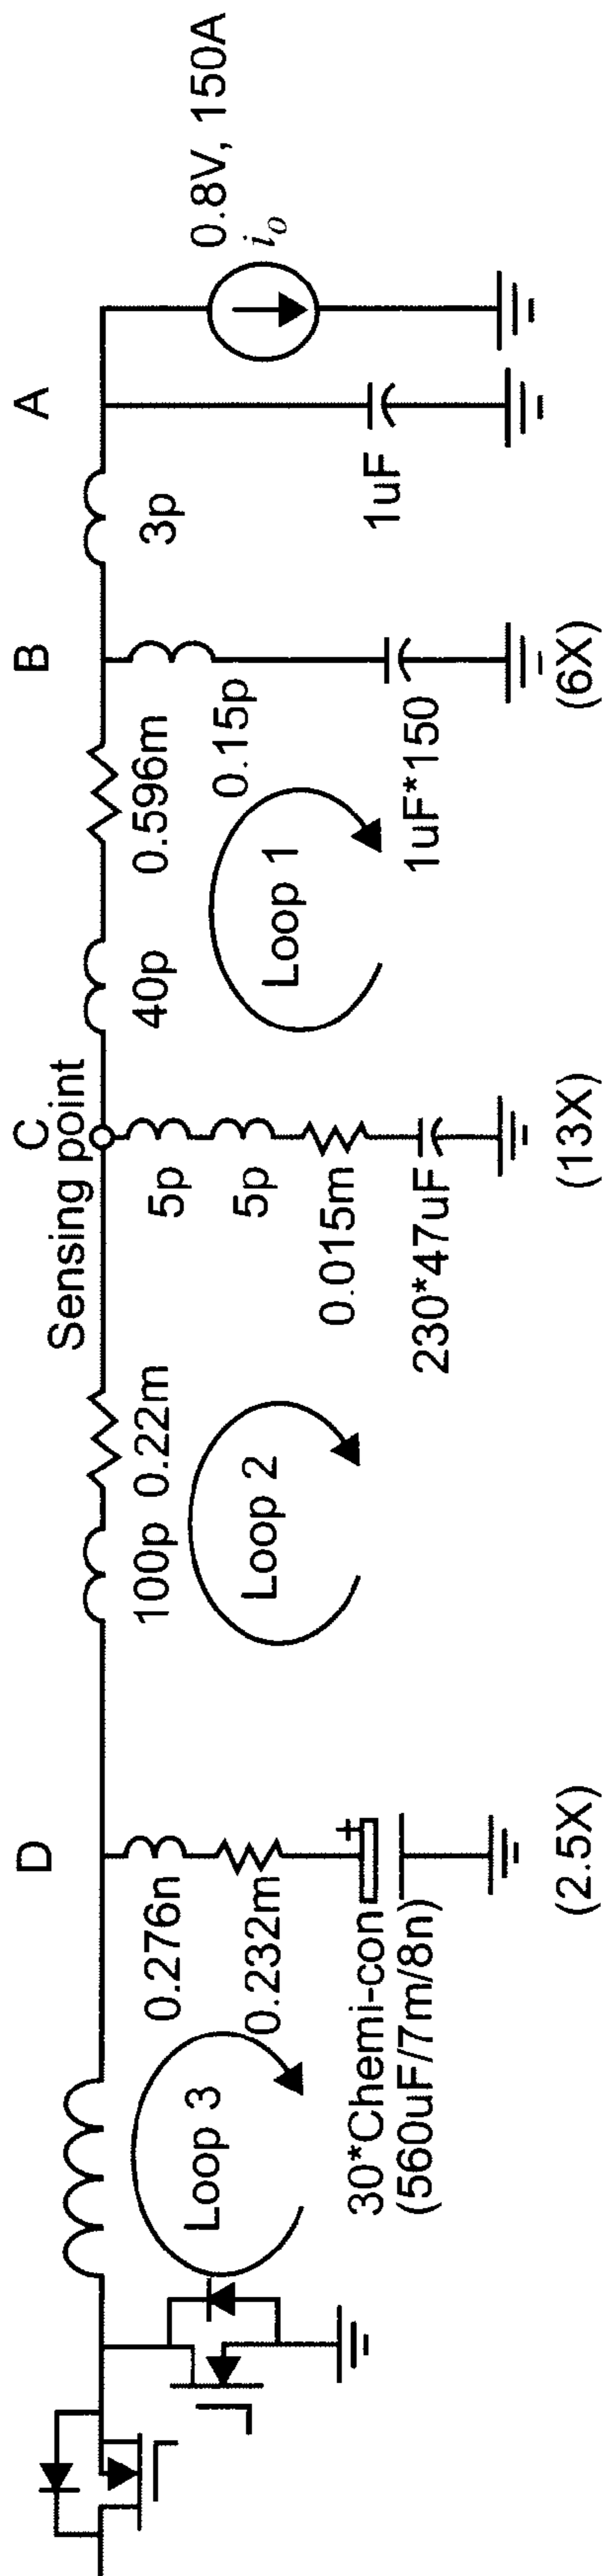 D
C
Sensing point
B
A
100p
0.22m
40p
0.596m
3p
0.8V, 150A
i_o
Loop 3
0.276n
0.232m
30*Chemi-con
(560uF/7m/8n)
+
(2.5X)
Loop 2
5p
5p
0.015m
230*47uF
(13X)
Loop 1
0.15p
1uF*150
(6X)
1uF